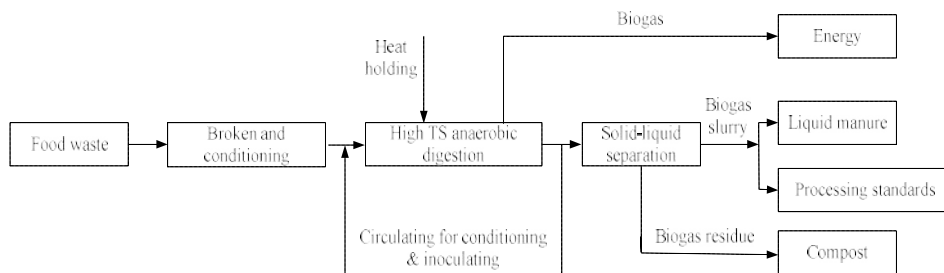 Biogas
Energy
Heat
holding
Food waste
Broken and
conditioning
High TS anaerobic
digestion
Solid-liquid
separation
Biogas
slurry
Liquid manure
Processing standards
Circulating for conditioning
& inoculating
Biogas residue
Compost